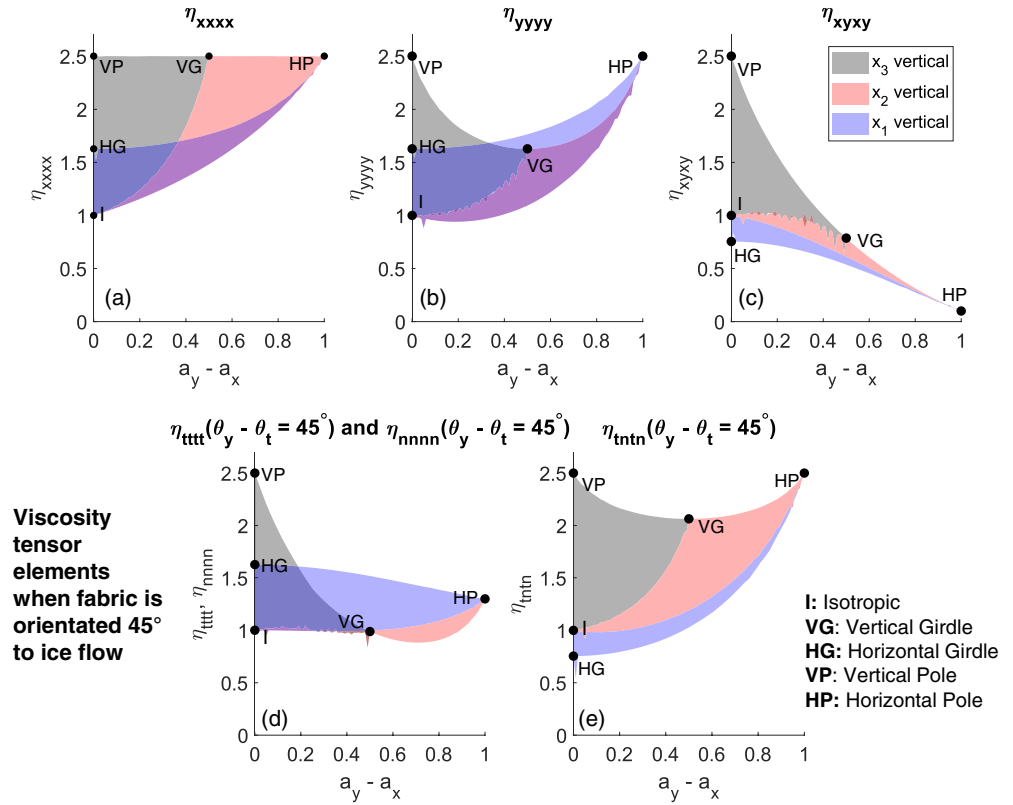 η_xxxx
η_yyyy
η_xyxy
2.5
2
1.5
1
0.5
0
η_xxxx
VP
VG
HP
HG
I
(a)
0 0.2 0.4 0.6 0.8 1
a_y - a_x
2.5
2
1.5
1
0.5
0
η_yyyy
VP
HP
HG
VG
I
(b)
0 0.2 0.4 0.6 0.8 1
a_y - a_x
2.5
2
1.5
1
0.5
0
η_xyxy
VP
I
VG
HG
HP
(c)
x_3 vertical
x_2 vertical
x_1 vertical
0 0.2 0.4 0.6 0.8 1
a_y - a_x
η_tttt(θ_y - θ_t = 45°) and η_nnnn(θ_y - θ_t = 45°)
η_tntn(θ_y - θ_t = 45°)
Viscosity
tensor
elements
when fabric is
orientated 45°
to ice flow
2.5
2
1.5
1
0.5
0
η_tttt, η_nnnn
VP
HG
HP
VG
I
(d)
0 0.2 0.4 0.6 0.8 1
a_y - a_x
2.5
2
1.5
1
0.5
0
η_tntn
VP
HP
VG
I
HG
(e)
0 0.2 0.4 0.6 0.8 1
a_y - a_x
I: Isotropic
VG: Vertical Girdle
HG: Horizontal Girdle
VP: Vertical Pole
HP: Horizontal Pole